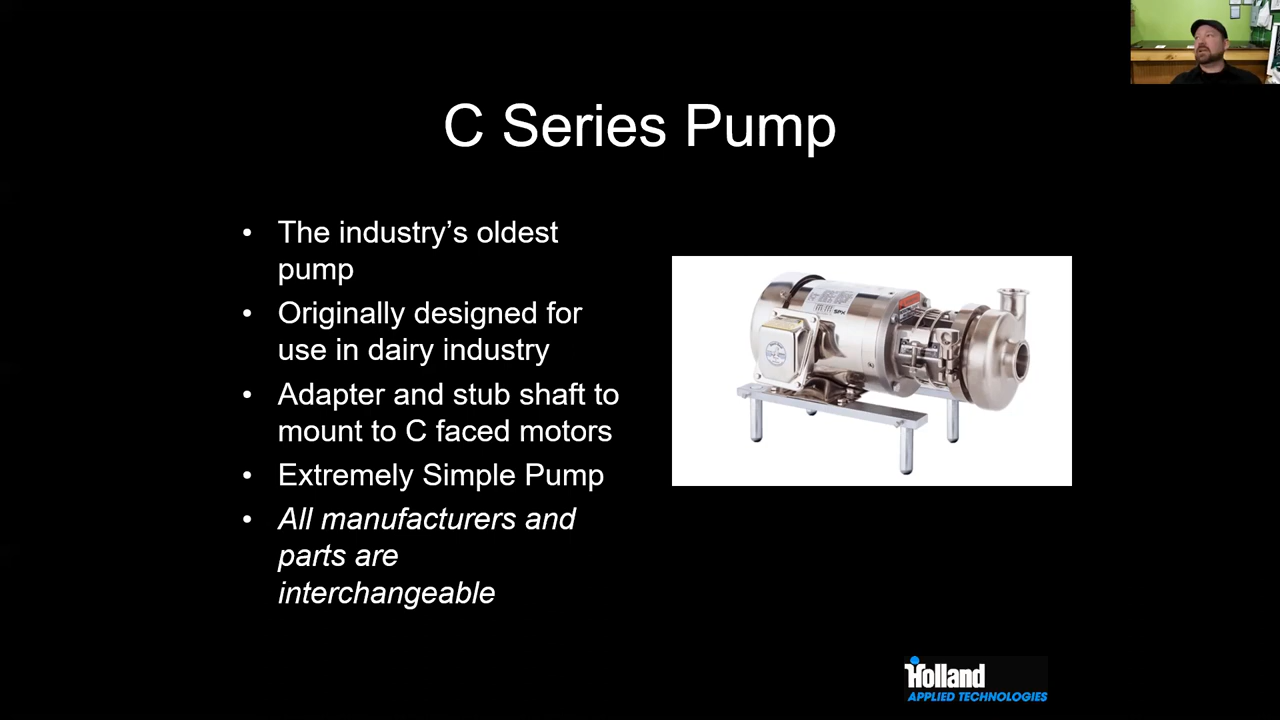 C Series Pump
• The industry's oldest
pump
• Originally designed for
use in dairy industry
• Adapter and stub shaft to
mount to C faced motors
• Extremely Simple Pump
• All manufacturers and
parts are
interchangeable
SPX
Holland
APPLIED TECHNOLOGIES